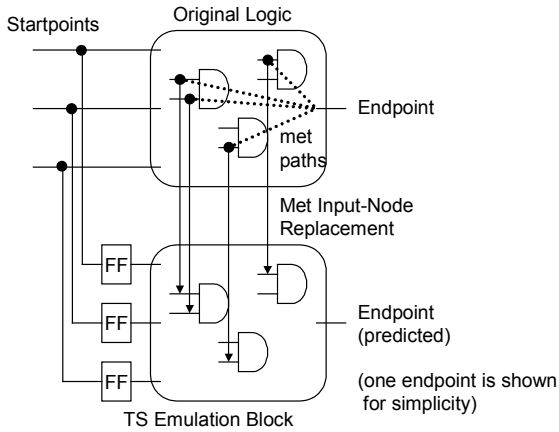 Original Logic
Startpoints
Endpoint
met
paths
Met Input-Node
Replacement
FF
FF
FF
Endpoint
(predicted)
(one endpoint is shown
for simplicity)
TS Emulation Block